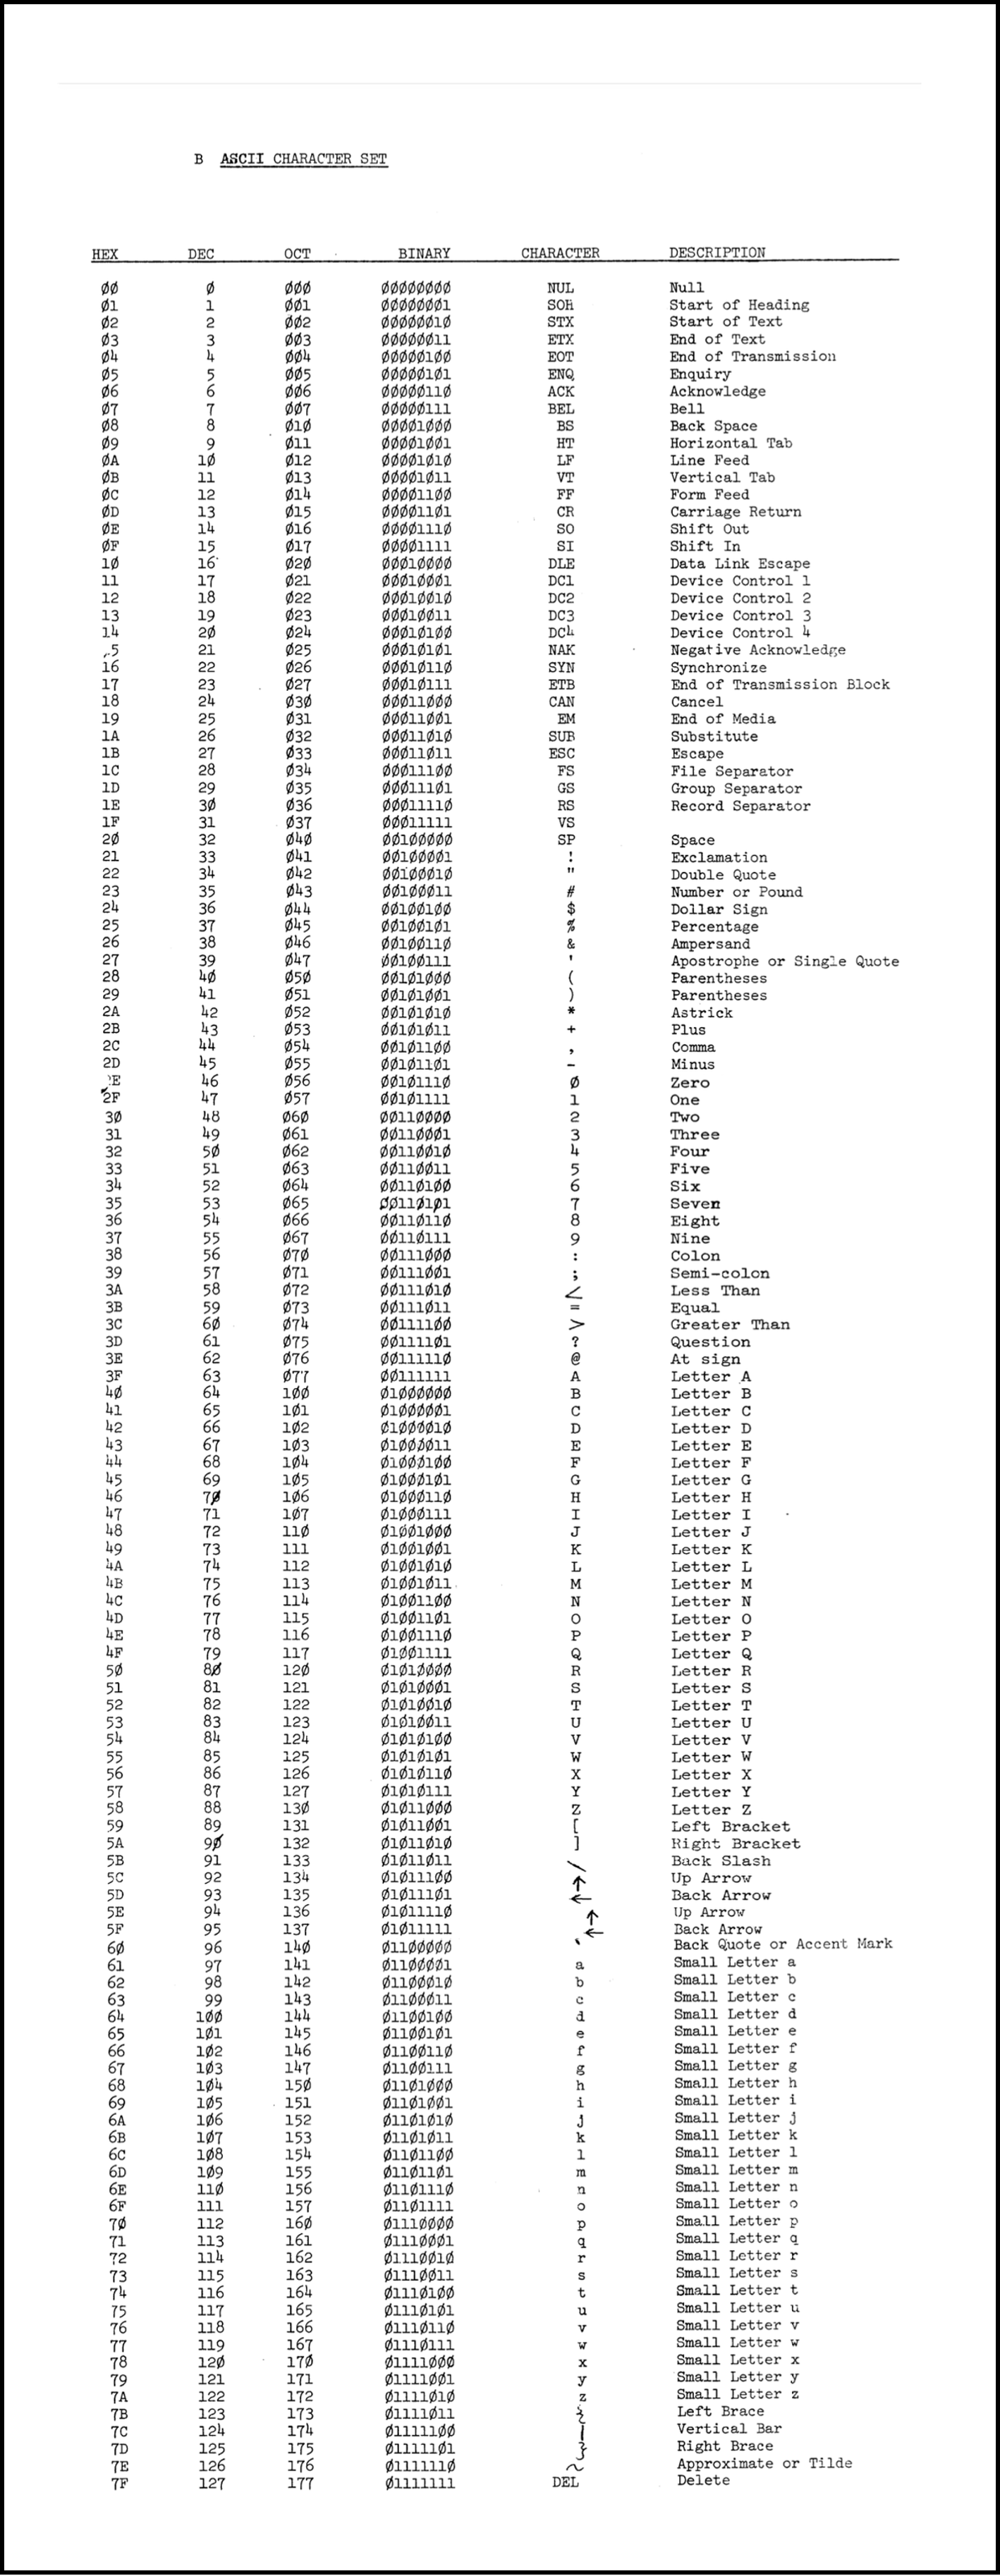 B ASCII CHARACTER SET
HEX DEC OCT BINARY CHARACTER DESCRIPTION
ØØ Ø ØØØ ØØØØØØØØ NUL Null
Ø1 1 ØØ1 ØØØØØØØ1 SOH Start of Heading
Ø2 2 ØØ2 ØØØØØØ1Ø STX Start of Text
Ø3 3 ØØ3 ØØØØØØ11 ETX End of Text
Ø4 4 ØØ4 ØØØØØ1ØØ EOT End of Transmission
Ø5 5 ØØ5 ØØØØØ1Ø1 ENQ Enquiry
Ø6 6 ØØ6 ØØØØØ11Ø ACK Acknowledge
Ø7 7 ØØ7 ØØØØØ111 BEL Bell
Ø8 8 Ø1Ø ØØØØ1ØØØ BS Back Space
Ø9 9 Ø11 ØØØØ1ØØ1 HT Horizontal Tab
ØA 1Ø Ø12 ØØØØ1Ø1Ø LF Line Feed
ØB 11 Ø13 ØØØØ1Ø11 VT Vertical Tab
ØC 12 Ø14 ØØØØ11ØØ FF Form Feed
ØD 13 Ø15 ØØØØ11Ø1 CR Carriage Return
ØE 14 Ø16 ØØØØ111Ø SO Shift Out
ØF 15 Ø17 ØØØØ1111 SI Shift In
1Ø 16 Ø2Ø ØØØ1ØØØØ DLE Data Link Escape
11 17 Ø21 ØØØ1ØØØ1 DC1 Device Control 1
12 18 Ø22 ØØØ1ØØ1Ø DC2 Device Control 2
13 19 Ø23 ØØØ1ØØ11 DC3 Device Control 3
14 2Ø Ø24 ØØØ1Ø1ØØ DC4 Device Control 4
5 21 Ø25 ØØØ1Ø1Ø1 NAK Negative Acknowledge
16 22 Ø26 ØØØ1Ø11Ø SYN Synchronize
17 23 Ø27 ØØØ1Ø111 ETB End of Transmission Block
18 24 Ø3Ø ØØØ11ØØØ CAN Cancel
19 25 Ø31 ØØØ11ØØ1 EM End of Media
1A 26 Ø32 ØØØ11Ø1Ø SUB Substitute
1B 27 Ø33 ØØØ11Ø11 ESC Escape
1C 28 Ø34 ØØØ111ØØ FS File Separator
1D 29 Ø35 ØØØ111Ø1 GS Group Separator
1E 3Ø Ø36 ØØØ1111Ø RS Record Separator
1F 31 Ø37 ØØØ11111 VS
2Ø 32 Ø4Ø ØØ1ØØØØØ SP Space
21 33 Ø41 ØØ1ØØØØ1 ! Exclamation
22 34 Ø42 ØØ1ØØØ1Ø " Double Quote
23 35 Ø43 ØØ1ØØØ11 # Number or Pound
24 36 Ø44 ØØ1ØØ1ØØ $ Dollar Sign
25 37 Ø45 ØØ1ØØ1Ø1 % Percentage
26 38 Ø46 ØØ1ØØ11Ø & Ampersand
27 39 Ø47 ØØ1ØØ111 ' Apostrophe or Single Quote
28 4Ø Ø5Ø ØØ1Ø1ØØØ ( Parentheses
29 41 Ø51 ØØ1Ø1ØØ1 ) Parentheses
2A 42 Ø52 ØØ1Ø1Ø1Ø * Astrick
2B 43 Ø53 ØØ1Ø1Ø11 + Plus
2C 44 Ø54 ØØ1Ø11ØØ , Comma
2D 45 Ø55 ØØ1Ø11Ø1 - Minus
E 46 Ø56 ØØ1Ø111Ø Ø Zero
2F 47 Ø57 ØØ1Ø1111 1 One
3Ø 48 Ø6Ø ØØ11ØØØØ 2 Two
31 49 Ø61 ØØ11ØØØ1 3 Three
32 5Ø Ø62 ØØ11ØØ1Ø 4 Four
33 51 Ø63 ØØ11ØØ11 5 Five
34 52 Ø64 ØØ11Ø1ØØ 6 Six
35 53 Ø65 ØØ11Ø1Ø1 7 Seven
36 54 Ø66 ØØ11Ø11Ø 8 Eight
37 55 Ø67 ØØ11Ø111 9 Nine
38 56 Ø7Ø ØØ111ØØØ : Colon
39 57 Ø71 ØØ111ØØ1 ; Semi-colon
3A 58 Ø72 ØØ111Ø1Ø < Less Than
3B 59 Ø73 ØØ111Ø11 = Equal
3C 6Ø Ø74 ØØ1111ØØ > Greater Than
3D 61 Ø75 ØØ1111Ø1 ? Question
3E 62 Ø76 ØØ11111Ø @ At sign
3F 63 Ø77 ØØ111111 A Letter A
4Ø 64 1ØØ Ø1ØØØØØØ B Letter B
41 65 1Ø1 Ø1ØØØØØ1 C Letter C
42 66 1Ø2 Ø1ØØØØ1Ø D Letter D
43 67 1Ø3 Ø1ØØØØ11 E Letter E
44 68 1Ø4 Ø1ØØØ1ØØ F Letter F
45 69 1Ø5 Ø1ØØØ1Ø1 G Letter G
46 7Ø 1Ø6 Ø1ØØØ11Ø H Letter H
47 71 1Ø7 Ø1ØØØ111 I Letter I
48 72 11Ø Ø1ØØ1ØØØ J Letter J
49 73 111 Ø1ØØ1ØØ1 K Letter K
4A 74 112 Ø1ØØ1Ø1Ø L Letter L
4B 75 113 Ø1ØØ1Ø11 M Letter M
4C 76 114 Ø1ØØ11ØØ N Letter N
4D 77 115 Ø1ØØ11Ø1 O Letter O
4E 78 116 Ø1ØØ111Ø P Letter P
4F 79 117 Ø1ØØ1111 Q Letter Q
5Ø 8Ø 12Ø Ø1Ø1ØØØØ R Letter R
51 81 121 Ø1Ø1ØØØ1 S Letter S
52 82 122 Ø1Ø1ØØ1Ø T Letter T
53 83 123 Ø1Ø1ØØ11 U Letter U
54 84 124 Ø1Ø1Ø1ØØ V Letter V
55 85 125 Ø1Ø1Ø1Ø1 W Letter W
56 86 126 Ø1Ø1Ø11Ø X Letter X
57 87 127 Ø1Ø1Ø111 Y Letter Y
58 88 13Ø Ø1Ø11ØØØ Z Letter Z
59 89 131 Ø1Ø11ØØ1 [ Left Bracket
5A 9Ø 132 Ø1Ø11Ø1Ø ] Right Bracket
5B 91 133 Ø1Ø11Ø11 \ Back Slash
5C 92 134 Ø1Ø111ØØ ↑ Up Arrow
5D 93 135 Ø1Ø111Ø1 ← Back Arrow
5E 94 136 Ø1Ø1111Ø ↑ Up Arrow
5F 95 137 Ø1Ø11111 ← Back Arrow
6Ø 96 14Ø Ø11ØØØØØ ` Back Quote or Accent Mark
61 97 141 Ø11ØØØØ1 a Small Letter a
62 98 142 Ø11ØØØ1Ø b Small Letter b
63 99 143 Ø11ØØØ11 c Small Letter c
64 1ØØ 144 Ø11ØØ1ØØ d Small Letter d
65 1Ø1 145 Ø11ØØ1Ø1 e Small Letter e
66 1Ø2 146 Ø11ØØ11Ø f Small Letter f
67 1Ø3 147 Ø11ØØ111 g Small Letter g
68 1Ø4 15Ø Ø11Ø1ØØØ h Small Letter h
69 1Ø5 151 Ø11Ø1ØØ1 i Small Letter i
6A 1Ø6 152 Ø11Ø1Ø1Ø j Small Letter j
6B 1Ø7 153 Ø11Ø1Ø11 k Small Letter k
6C 1Ø8 154 Ø11Ø11ØØ l Small Letter l
6D 1Ø9 155 Ø11Ø11Ø1 m Small Letter m
6E 11Ø 156 Ø11Ø111Ø n Small Letter n
6F 111 157 Ø11Ø1111 o Small Letter o
7Ø 112 16Ø Ø111ØØØØ p Small Letter p
71 113 161 Ø111ØØØ1 q Small Letter q
72 114 162 Ø111ØØ1Ø r Small Letter r
73 115 163 Ø111ØØ11 s Small Letter s
74 116 164 Ø111Ø1ØØ t Small Letter t
75 117 165 Ø111Ø1Ø1 u Small Letter u
76 118 166 Ø111Ø11Ø v Small Letter v
77 119 167 Ø111Ø111 w Small Letter w
78 12Ø 17Ø Ø1111ØØØ x Small Letter x
79 121 171 Ø1111ØØ1 y Small Letter y
7A 122 172 Ø1111Ø1Ø z Small Letter z
7B 123 173 Ø1111Ø11 { Left Brace
7C 124 174 Ø11111ØØ | Vertical Bar
7D 125 175 Ø11111Ø1 } Right Brace
7E 126 176 Ø111111Ø ~ Approximate or Tilde
7F 127 177 Ø1111111 DEL Delete